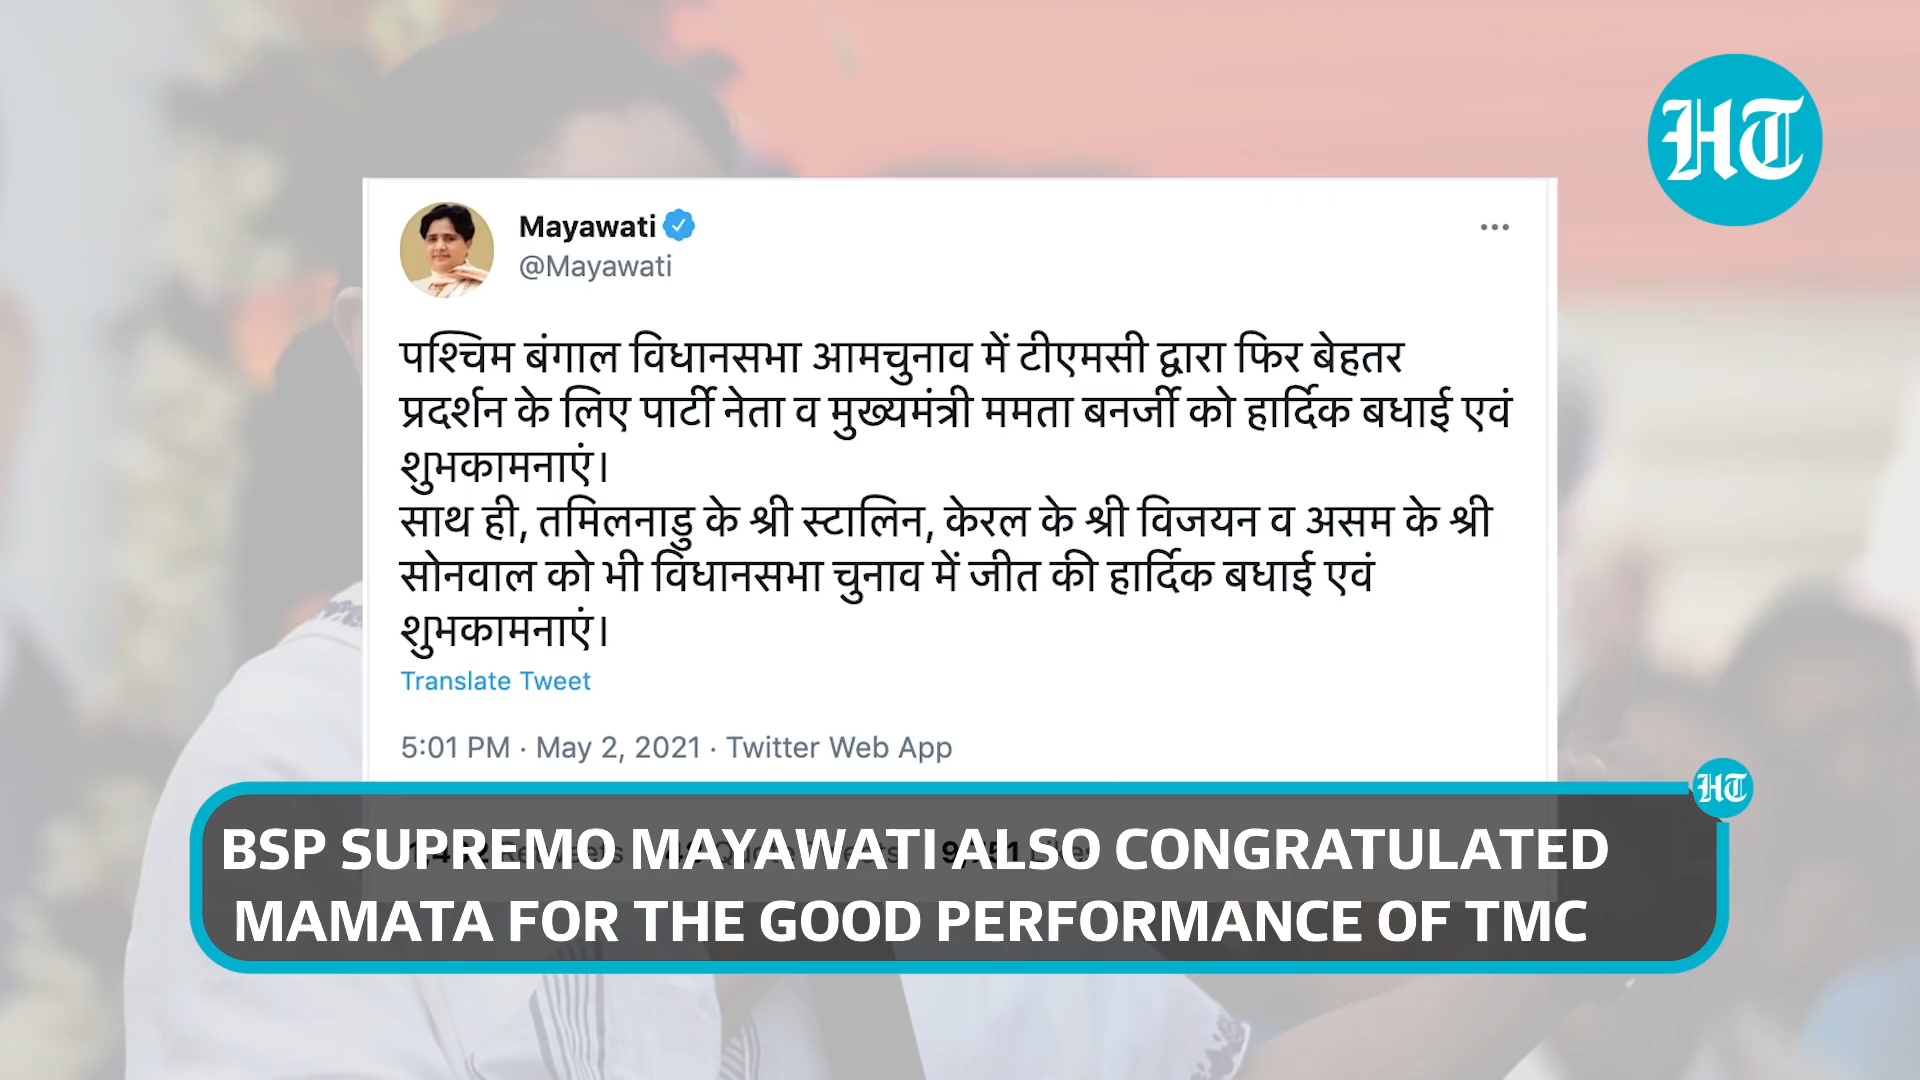 HT
Mayawati
@Mayawati
पश्चिम बंगाल विधानसभा आमचुनाव में टीएमसी द्वारा फिर बेहतर
प्रदर्शन के लिए पार्टी नेता व मुख्यमंत्री ममता बनर्जी को हार्दिक बधाई एवं
शुभकामनाएं।
साथ ही, तमिलनाडु के श्री स्टालिन, केरल के श्री विजयन व असम के श्री
सोनवाल को भी विधानसभा चुनाव में जीत की हार्दिक बधाई एवं
शुभकामनाएं।
Translate Tweet
5:01 PM · May 2, 2021 · Twitter Web App
HT
BSP SUPREMO MAYAWATI ALSO CONGRATULATED
MAMATA FOR THE GOOD PERFORMANCE OF TMC